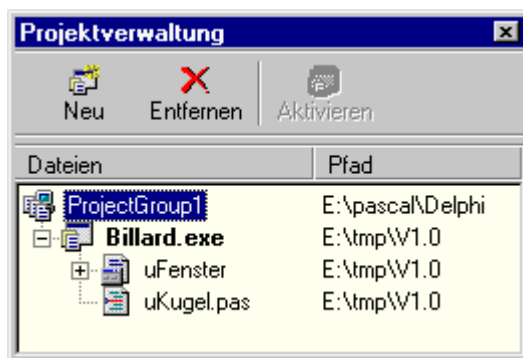 Projektverwaltung
Neu Entfernen Aktivieren
Dateien Pfad
ProjectGroup1 E:\pascal\Delphi
Billard.exe E:\tmp\V1.0
uFenster E:\tmp\V1.0
uKugel.pas E:\tmp\V1.0